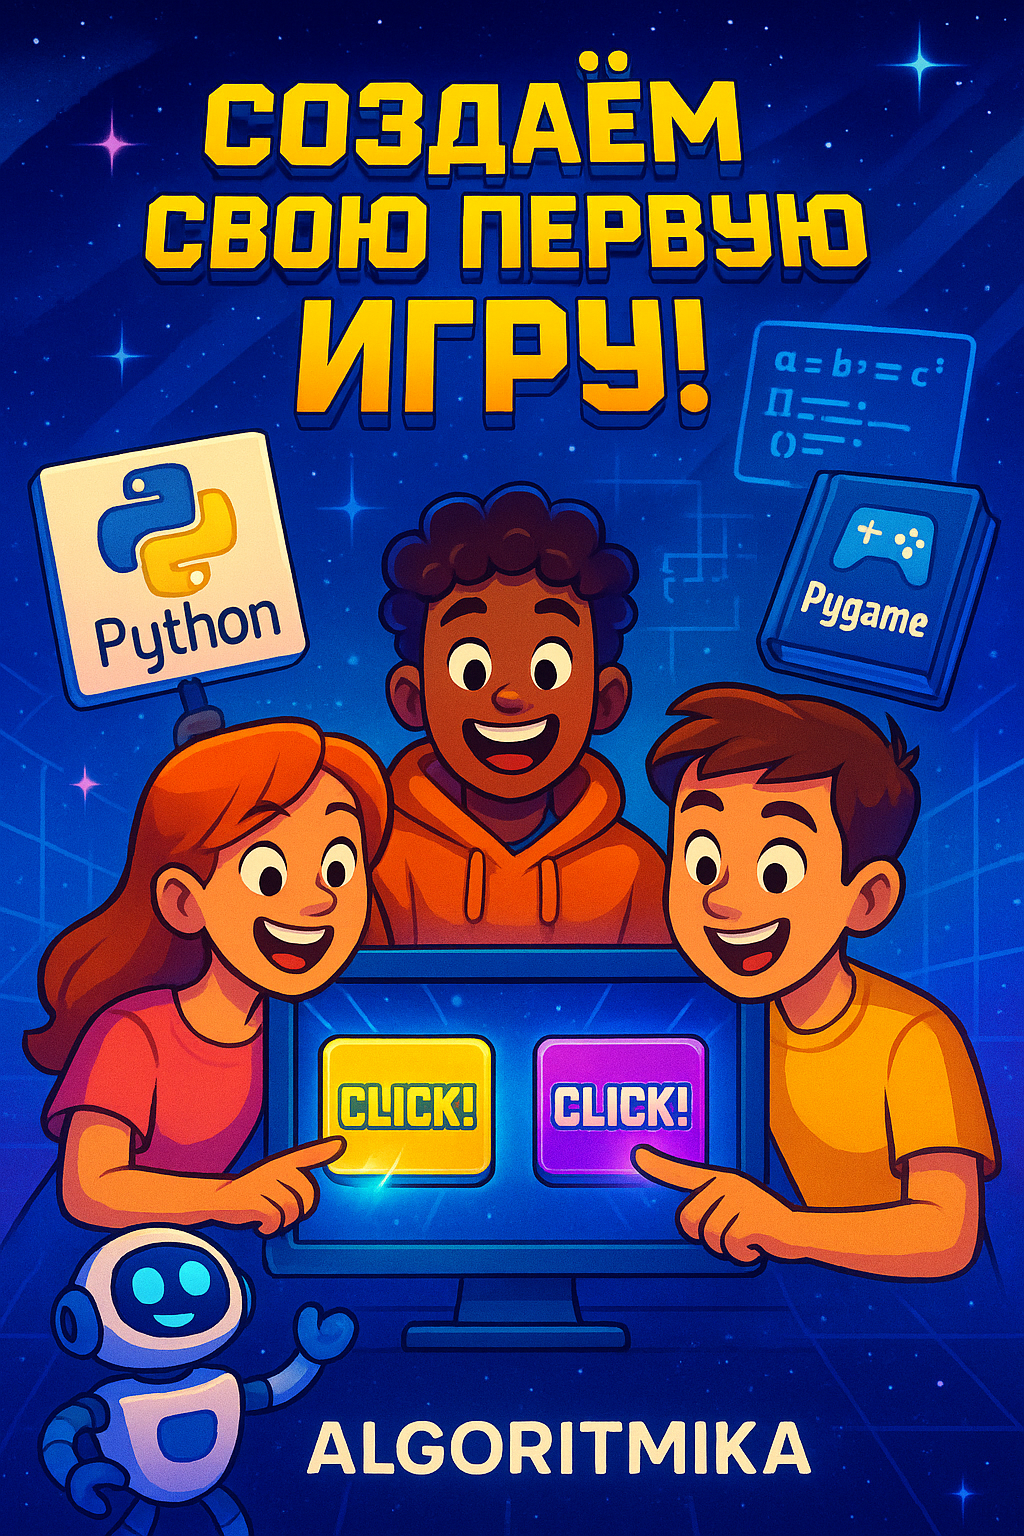 СОЗДАЁМ
СВОЮ ПЕРВУЮ
ИГРУ!
a = b, = c:
Python
Pygame
CLICK!
CLICK!
ALGORITMIKA